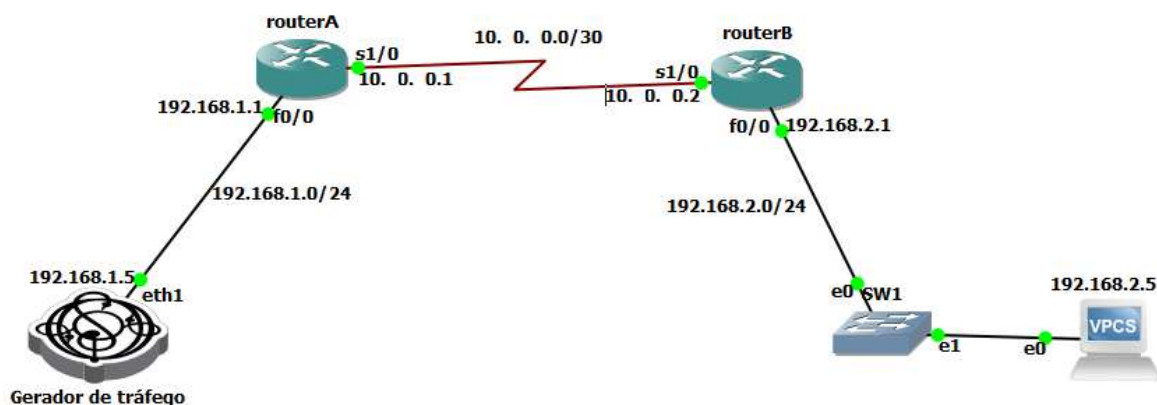 routerA
s1/0
10. 0. 0.1
10. 0. 0.0/30
routerB
s1/0
10. 0. 0.2
192.168.1.1
f0/0
f0/0
192.168.2.1
192.168.1.0/24
192.168.2.0/24
192.168.1.5
eth1
e0
SW1
e1
e0
192.168.2.5
VPCS
Gerador de tráfego